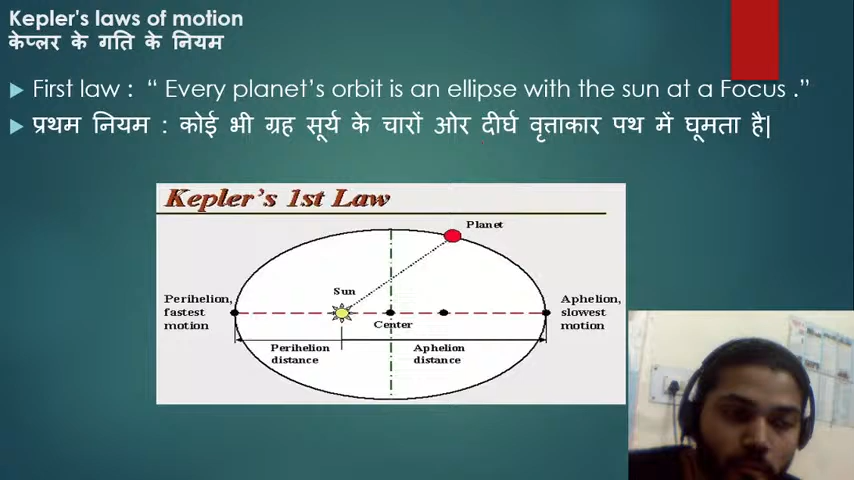 Kepler's laws of motion
केप्लर के गति के नियम
First law : “ Every planet’s orbit is an ellipse with the sun at a Focus .”
प्रथम नियम : कोई भी ग्रह सूर्य के चारों ओर दीर्घ वृत्ताकार पथ में घूमता है|
Kepler's 1st Law
Planet
Sun
Perihelion,
fastest
motion
Center
Aphelion,
slowest
motion
Perihelion
distance
Aphelion
distance